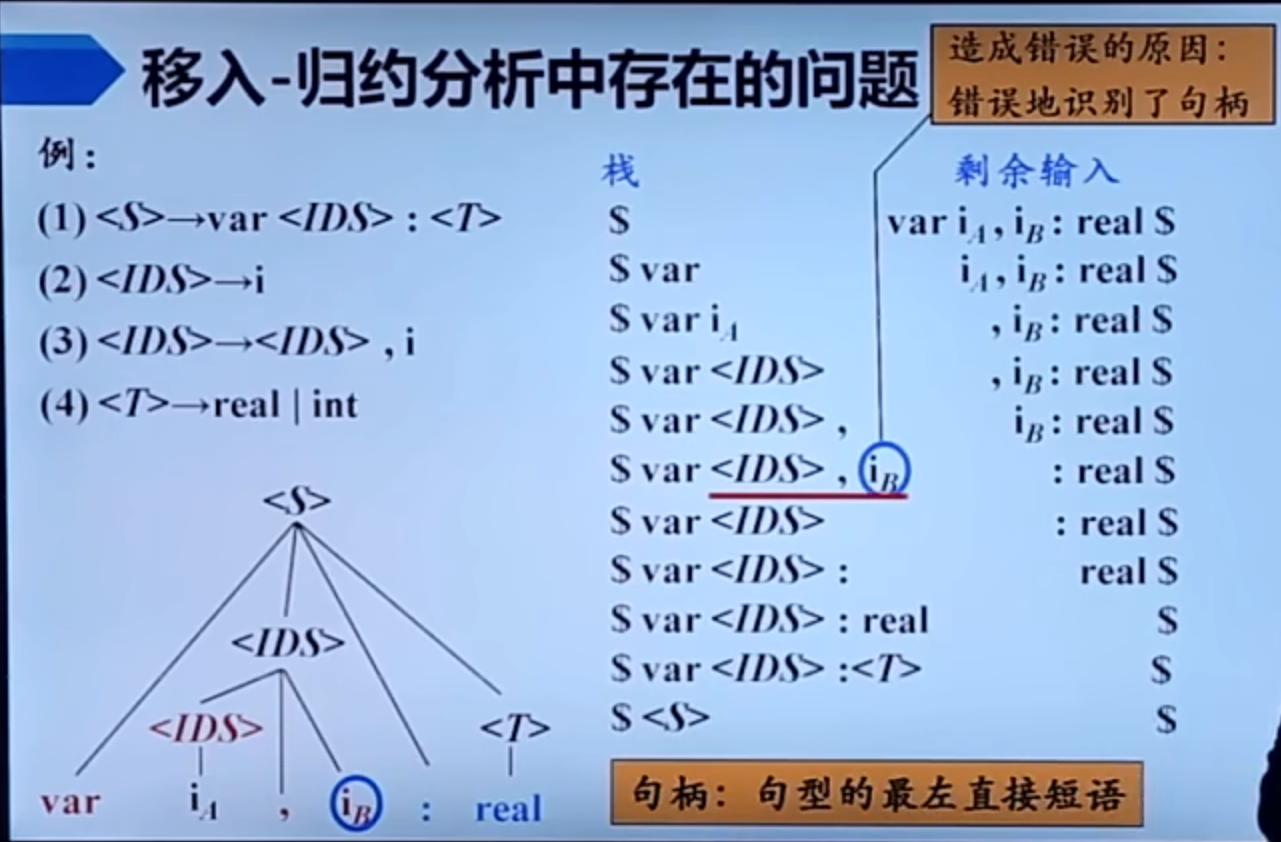 移入-归约分析中存在的问题
造成错误的原因：
错误地识别了句柄
例：
(1) <S>→var <IDS> : <T>
(2) <IDS>→i
(3) <IDS>→<IDS> , i
(4) <T>→real | int
<S>
<IDS>
<IDS> <T>
var i_A , i_B : real
栈 剩余输入
$ var i_A , i_B : real $
$ var i_A , i_B : real $
$ var i_A , i_B : real $
$ var <IDS> , i_B : real $
$ var <IDS> , i_B : real $
$ var <IDS> , i_B : real $
$ var <IDS> : real $
$ var <IDS> : real $
$ var <IDS> : real $
$ var <IDS> :<T> $
$ <S> $
句柄：句型的最左直接短语